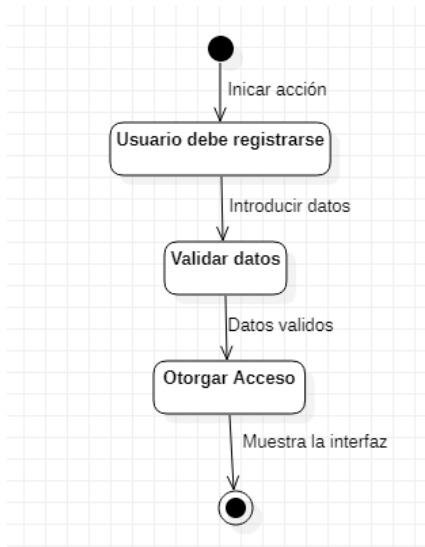 Inicar acción
Usuario debe registrarse
Introducir datos
Validar datos
Datos validos
Otorgar Acceso
Muestra la interfaz